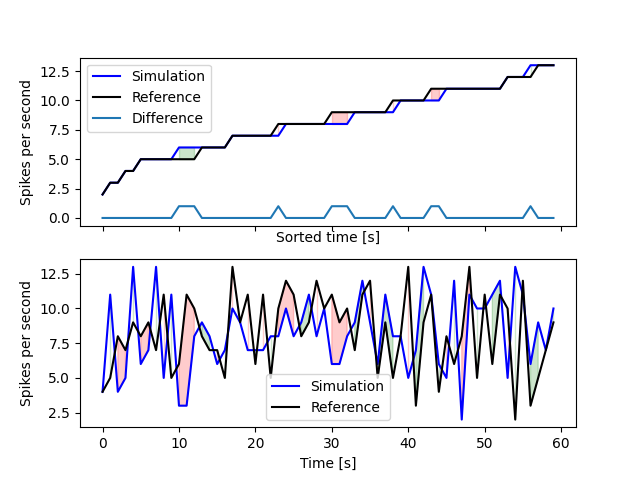 Spikes per second
12.5
10.0
7.5
5.0
2.5
0.0
Simulation
Reference
Difference
Sorted time [s]
Spikes per second
12.5
10.0
7.5
5.0
2.5
Simulation
Reference
0 10 20 30 40 50 60
Time [s]